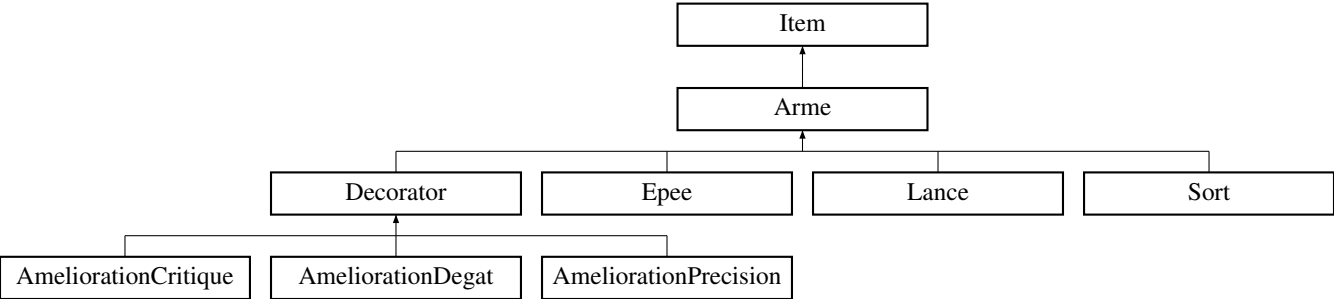 Item
Arme
Decorator
Epee
Lance
Sort
AmeliorationCritique
AmeliorationDegat
AmeliorationPrecision